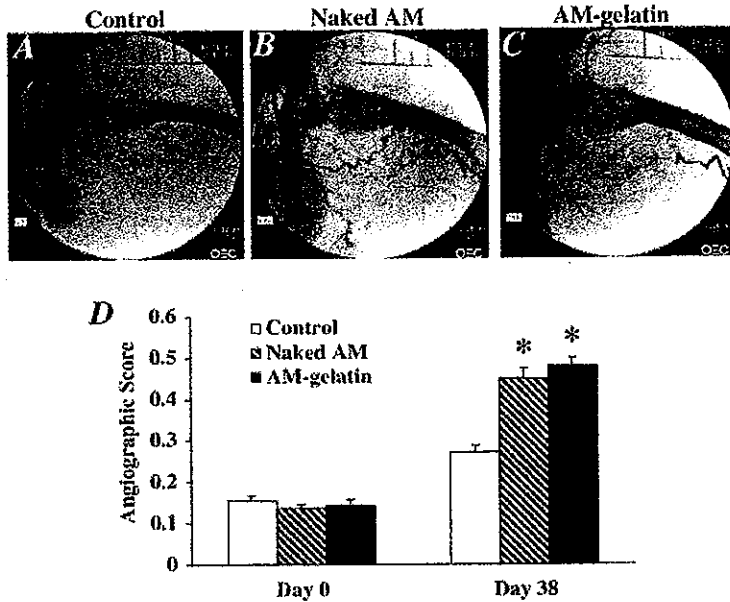 Control
Naked AM
AM-gelatin
A
B
C
OEC
OEC
OEC
D
Angiographic Score
0.6
0.5
0.4
0.3
0.2
0.1
0
Control
Naked AM
AM-gelatin
*
*
Day 0
Day 38